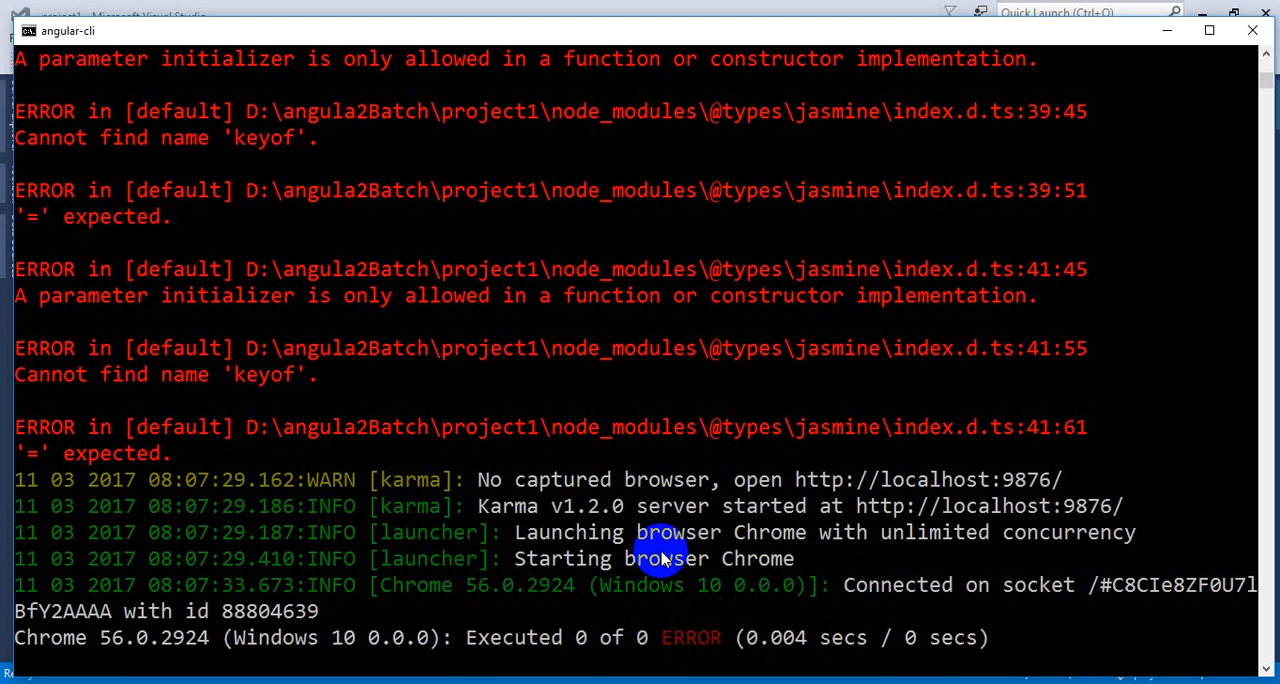 project1 - Microsoft Visual Studio
Quick Launch (Ctrl+Q)
angular-cli
A parameter initializer is only allowed in a function or constructor implementation.
ERROR in [default] D:\angula2Batch\project1\node_modules\@types\jasmine\index.d.ts:39:45
Cannot find name 'keyof'.
ERROR in [default] D:\angula2Batch\project1\node_modules\@types\jasmine\index.d.ts:39:51
'=' expected.
ERROR in [default] D:\angula2Batch\project1\node_modules\@types\jasmine\index.d.ts:41:45
A parameter initializer is only allowed in a function or constructor implementation.
ERROR in [default] D:\angula2Batch\project1\node_modules\@types\jasmine\index.d.ts:41:55
Cannot find name 'keyof'.
ERROR in [default] D:\angula2Batch\project1\node_modules\@types\jasmine\index.d.ts:41:61
'=' expected.
11 03 2017 08:07:29.162:WARN [karma]: No captured browser, open http://localhost:9876/
11 03 2017 08:07:29.186:INFO [karma]: Karma v1.2.0 server started at http://localhost:9876/
11 03 2017 08:07:29.187:INFO [launcher]: Launching browser Chrome with unlimited concurrency
11 03 2017 08:07:29.410:INFO [launcher]: Starting browser Chrome
11 03 2017 08:07:33.673:INFO [Chrome 56.0.2924 (Windows 10 0.0.0)]: Connected on socket /#C8CIe8ZF0U7l
BfY2AAAA with id 88804639
Chrome 56.0.2924 (Windows 10 0.0.0): Executed 0 of 0 ERROR (0.004 secs / 0 secs)